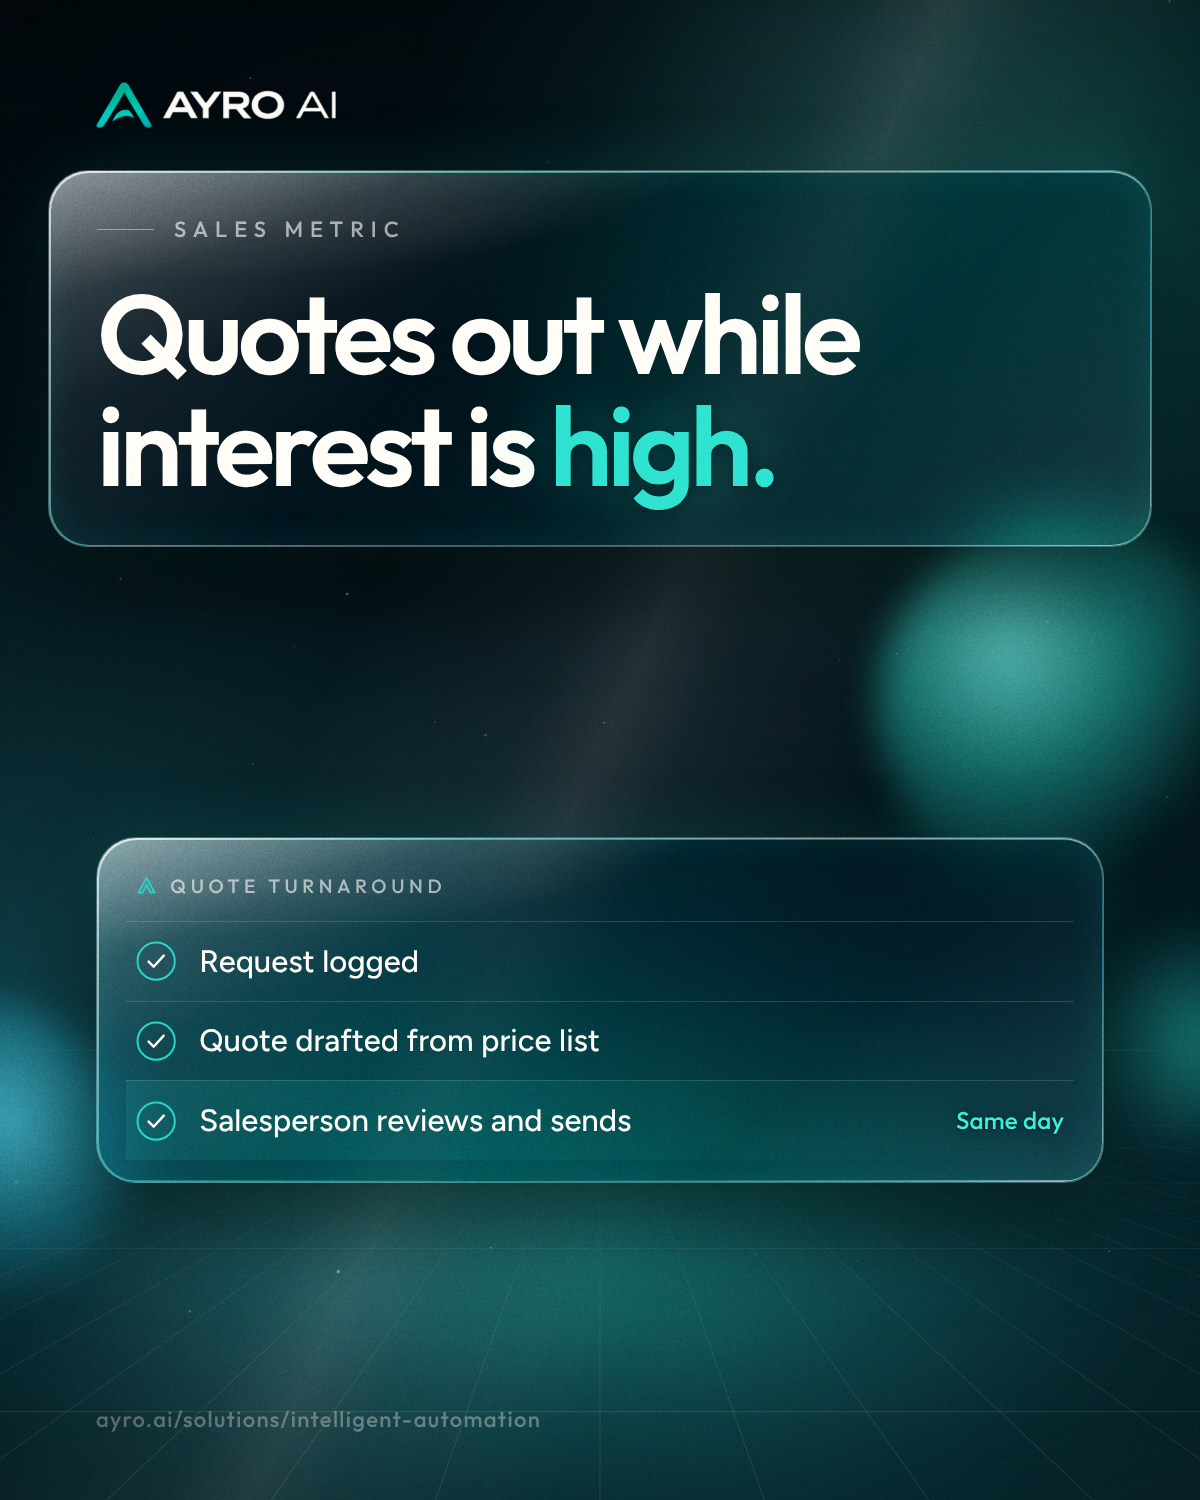 AYRO AI
SALES METRIC
Quotes out while
interest is high.
QUOTE TURNAROUND
Request logged
Quote drafted from price list
Salesperson reviews and sends
Same day
ayro.ai/solutions/intelligent-automation